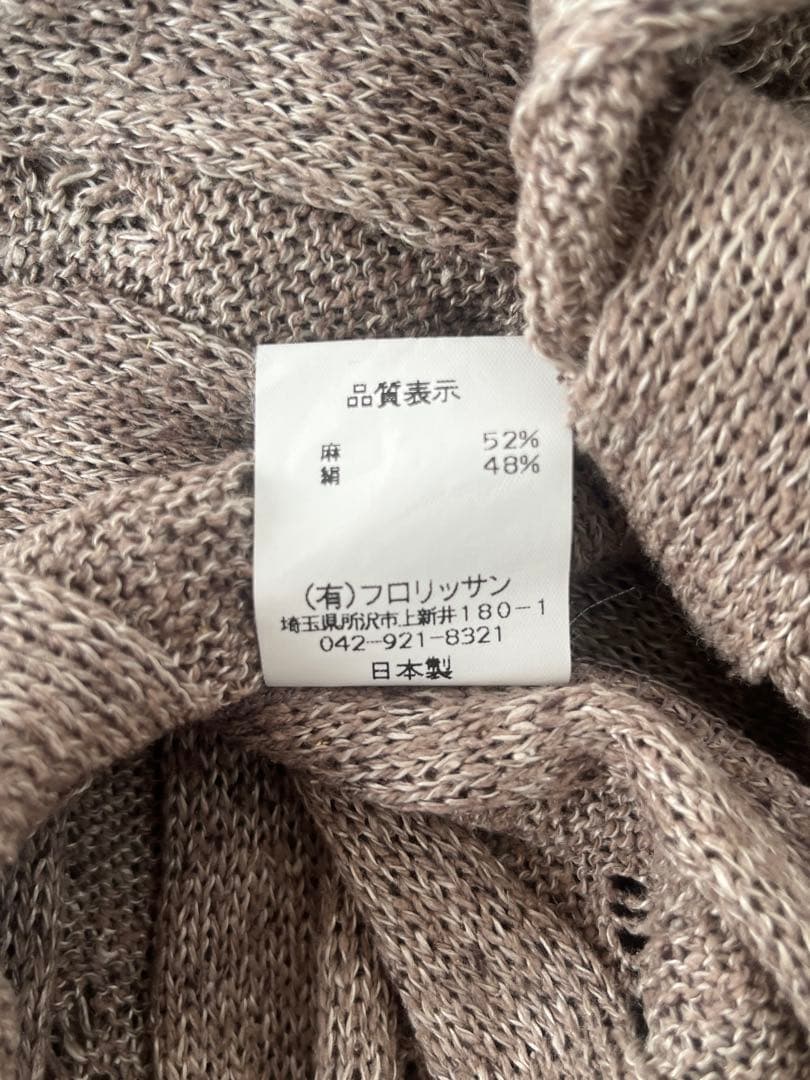 品質表示
麻 52%
絹 48%
(有)フロリッサン
埼玉県所沢市上新井180-1
042-921-8321
日本製